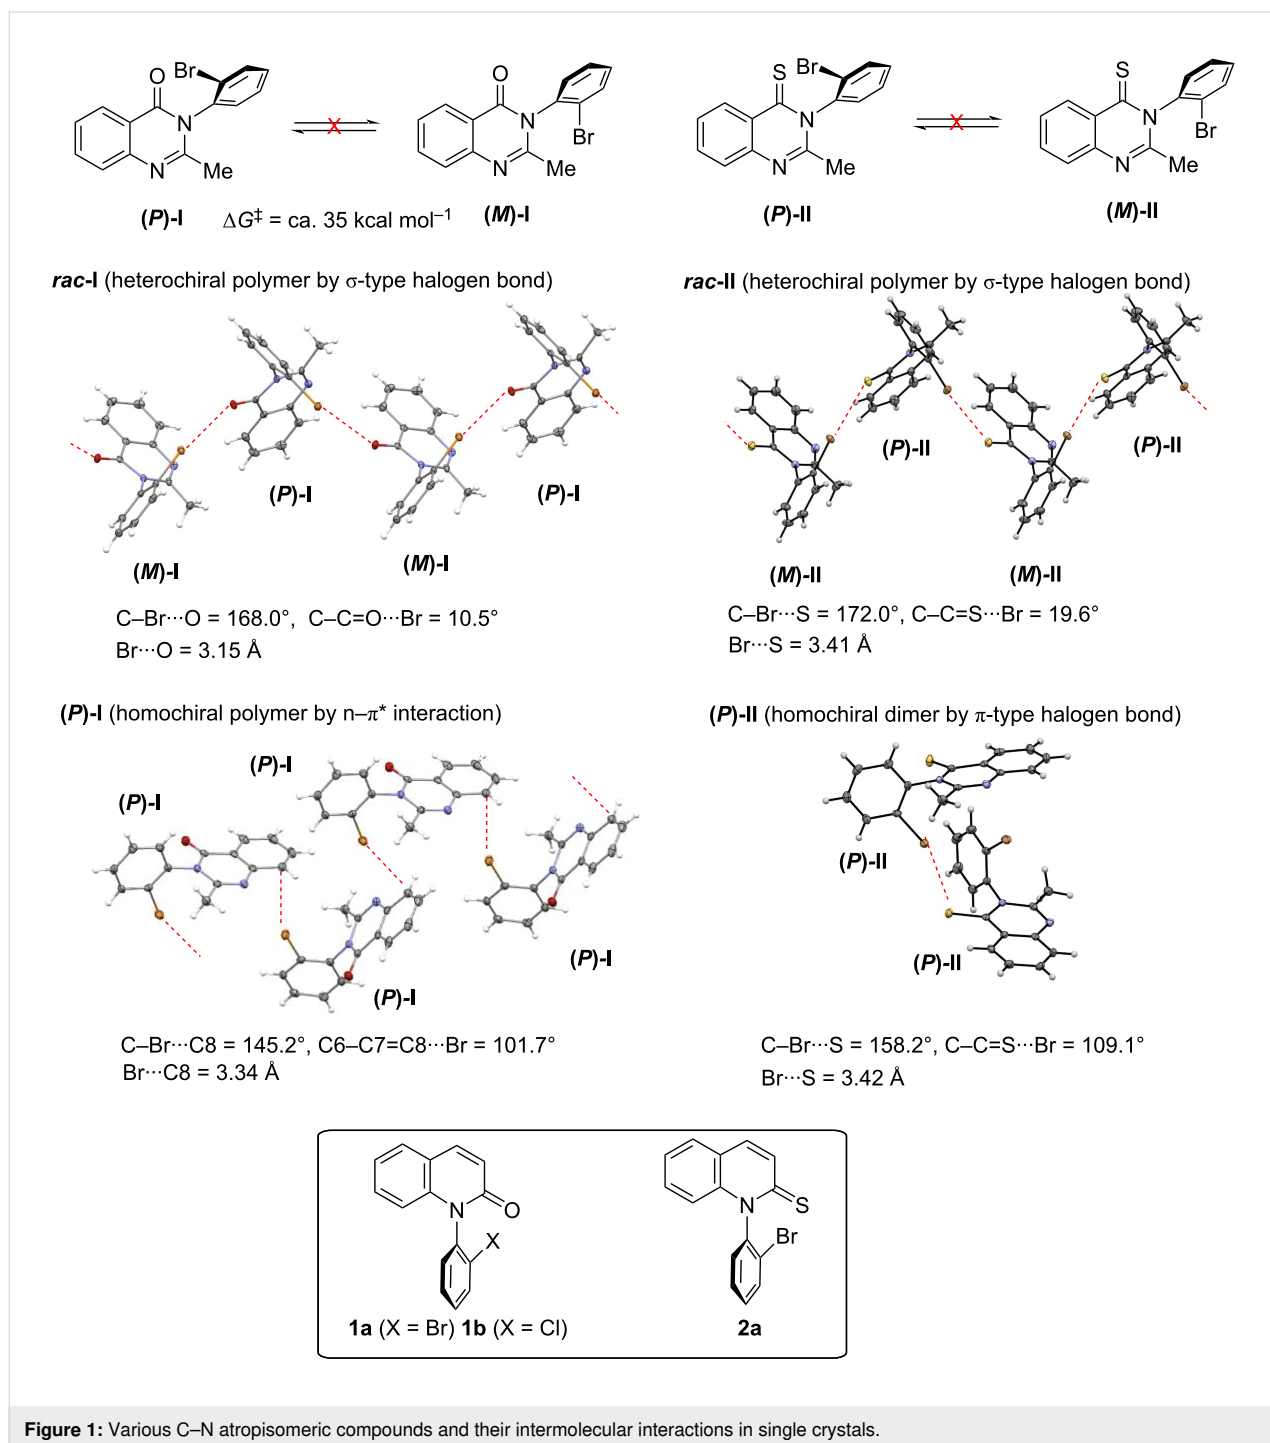 O Br N N Me
O N N Br Me
S Br N N Me
S N N Br Me
X X
(P)-I ΔG‡ = ca. 35 kcal mol⁻¹ (M)-I (P)-II (M)-II
rac-I (heterochiral polymer by σ-type halogen bond)
(P)-I (P)-I
(M)-I (M)-I
C–Br···O = 168.0°, C–C=O···Br = 10.5°
Br···O = 3.15 Å
rac-II (heterochiral polymer by σ-type halogen bond)
(P)-II (P)-II
(M)-II (M)-II
C–Br···S = 172.0°, C–C=S···Br = 19.6°
Br···S = 3.41 Å
(P)-I (homochiral polymer by n–π* interaction)
(P)-I
(P)-I
(P)-I
(P)-I
C–Br···C8 = 145.2°, C6–C7=C8···Br = 101.7°
Br···C8 = 3.34 Å
(P)-II (homochiral dimer by π-type halogen bond)
(P)-II
(P)-II
C–Br···S = 158.2°, C–C=S···Br = 109.1°
Br···S = 3.42 Å
N O X
1a (X = Br) 1b (X = Cl)
N S Br
2a
Figure 1: Various C–N atropisomeric compounds and their intermolecular interactions in single crystals.